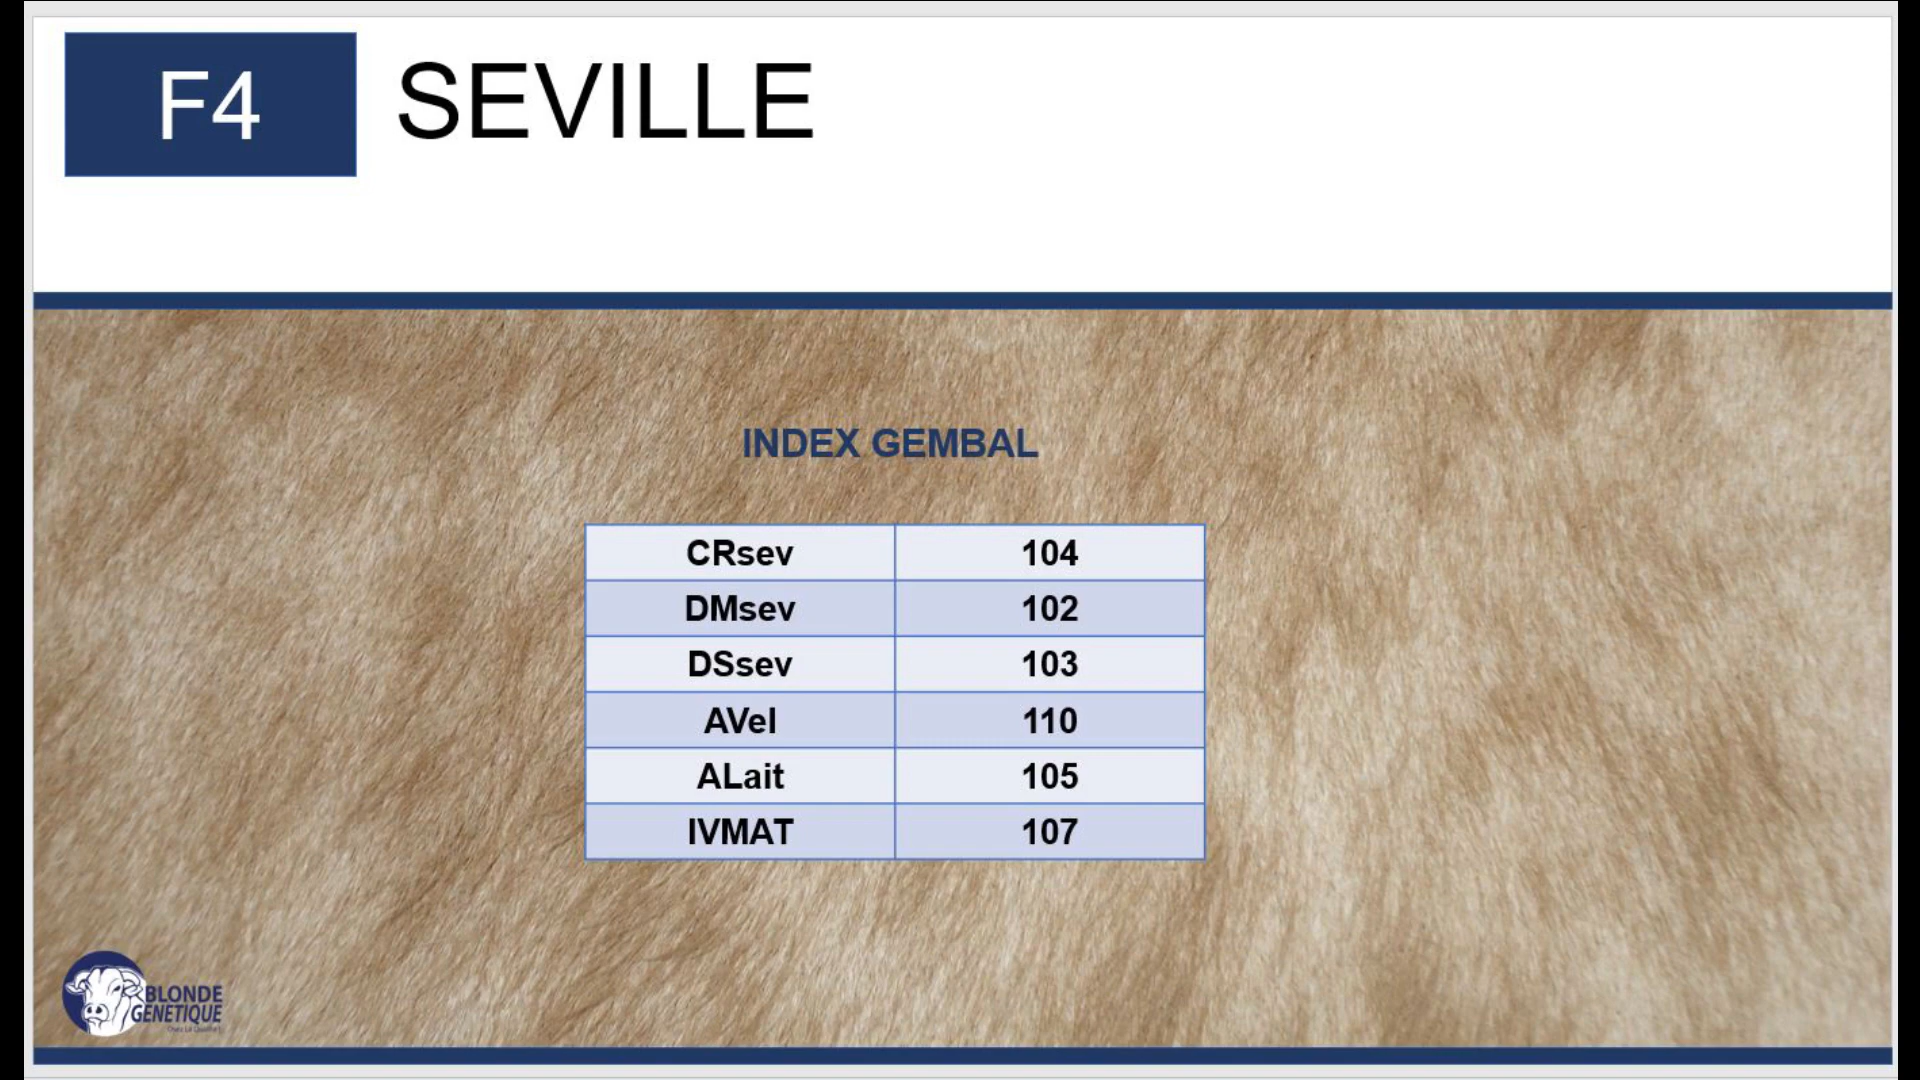 F4
SEVILLE
INDEX GEMBAL
CRsev 104
DMsev 102
DSsev 103
AVel 110
ALait 105
IVMAT 107
BLONDE
GENETIQUE